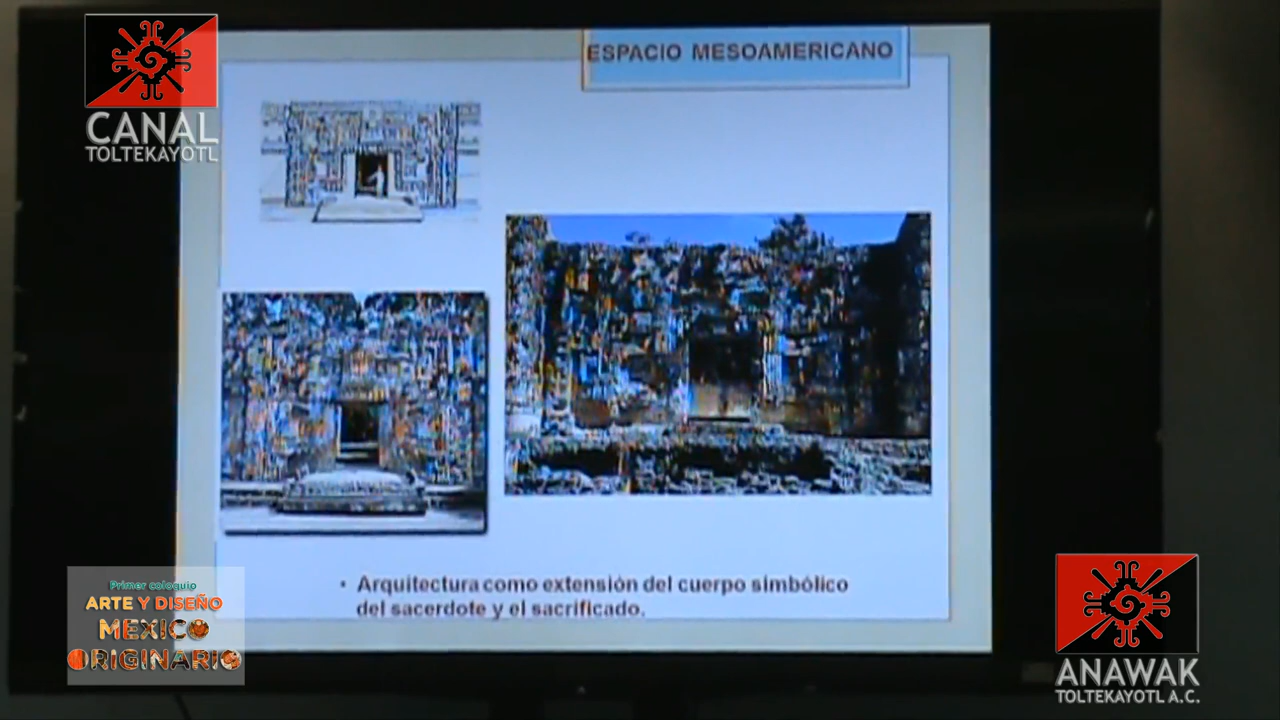 CANAL
TOLTEKAYOTL
ESPACIO MESOAMERICANO
• Arquitectura como extensión del cuerpo simbólico
del sacerdote y el sacrificado.
Primer coloquio
ARTE Y DISEÑO
MEXICO
ORIGINARIO
ANAWAK
TOLTEKAYOTL A.C.